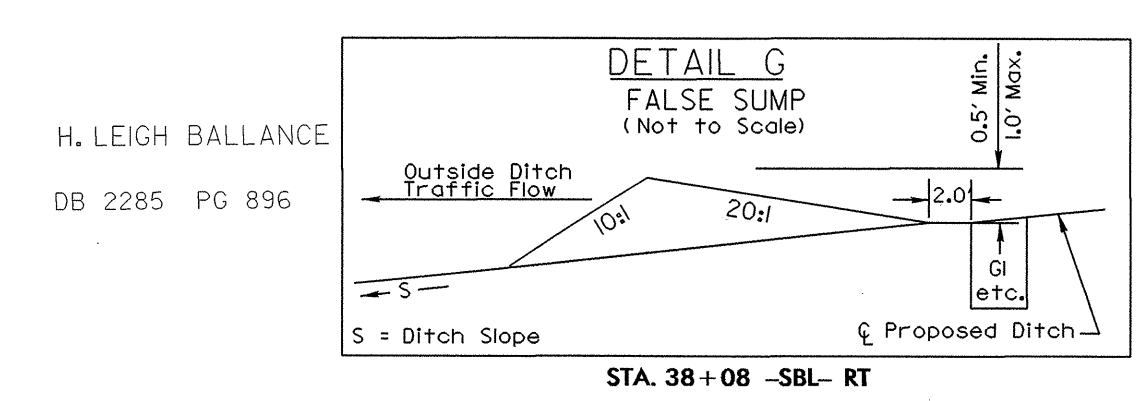 H. LEIGH BALLANCE
DB 2285 PG 896
DETAIL G
FALSE SUMP
(Not to Scale)
0.5' Min.
1.0' Max.
Outside Ditch
Traffic Flow
10:1
20:1
2.0'
GI
etc.
S
S = Ditch Slope
℄ Proposed Ditch
STA. 38+08 -SBL- RT